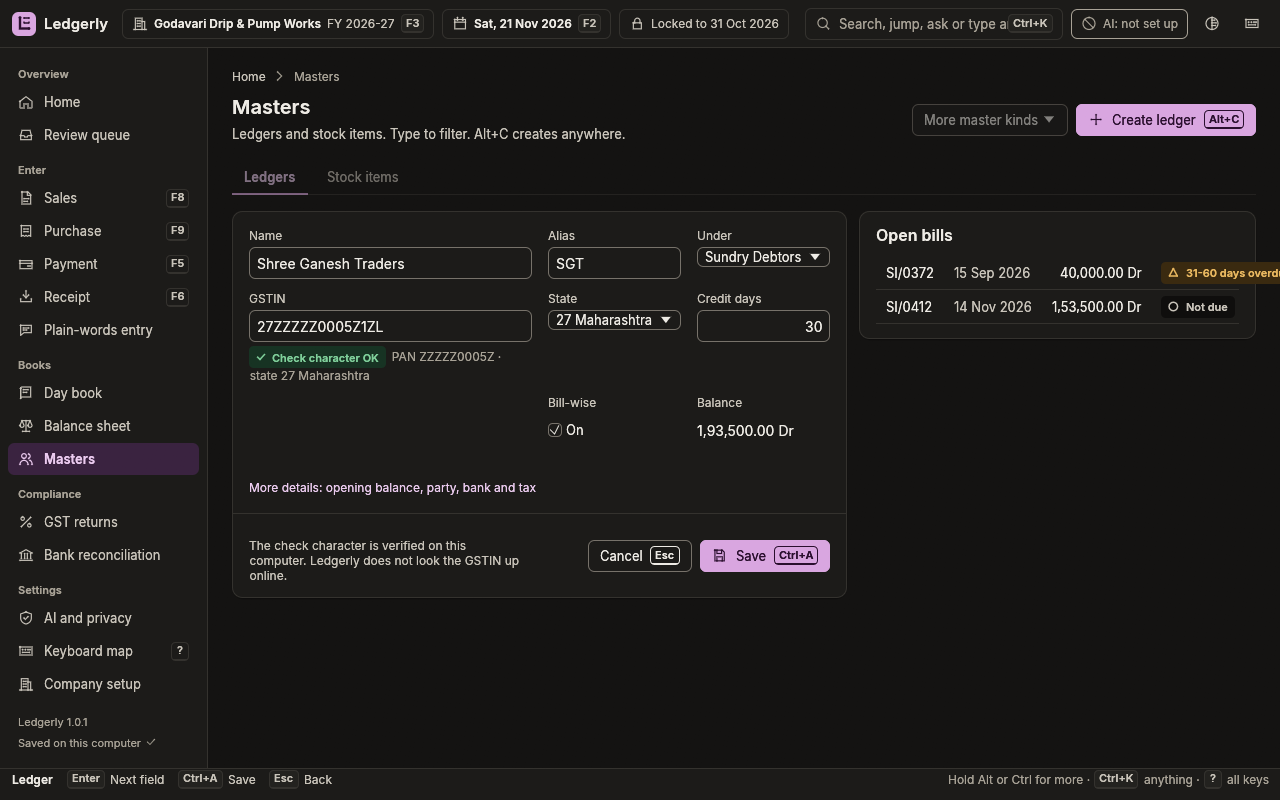 Ledgerly
Godavari Drip & Pump Works FY 2026-27 F3
Sat, 21 Nov 2026 F2
Locked to 31 Oct 2026
Search, jump, ask or type a Ctrl+K
AI: not set up
Overview
Home
Review queue
Enter
Sales F8
Purchase F9
Payment F5
Receipt F6
Plain-words entry
Books
Day book
Balance sheet
Masters
Compliance
GST returns
Bank reconciliation
Settings
AI and privacy
Keyboard map ?
Company setup
Ledgerly 1.0.1
Saved on this computer
Home Masters
Masters
Ledgers and stock items. Type to filter. Alt+C creates anywhere.
More master kinds
Create ledger Alt+C
Ledgers Stock items
Name Alias Under
Shree Ganesh Traders SGT Sundry Debtors
GSTIN State Credit days
27ZZZZZ0005Z1ZL 27 Maharashtra 30
Check character OK PAN ZZZZZ0005Z ·
state 27 Maharashtra
Bill-wise Balance
On 1,93,500.00 Dr
More details: opening balance, party, bank and tax
The check character is verified on this
computer. Ledgerly does not look the GSTIN up
online.
Cancel Esc Save Ctrl+A
Open bills
SI/0372 15 Sep 2026 40,000.00 Dr 31-60 days overd
SI/0412 14 Nov 2026 1,53,500.00 Dr Not due
Ledger Enter Next field Ctrl+A Save Esc Back
Hold Alt or Ctrl for more · Ctrl+K anything · ? all keys